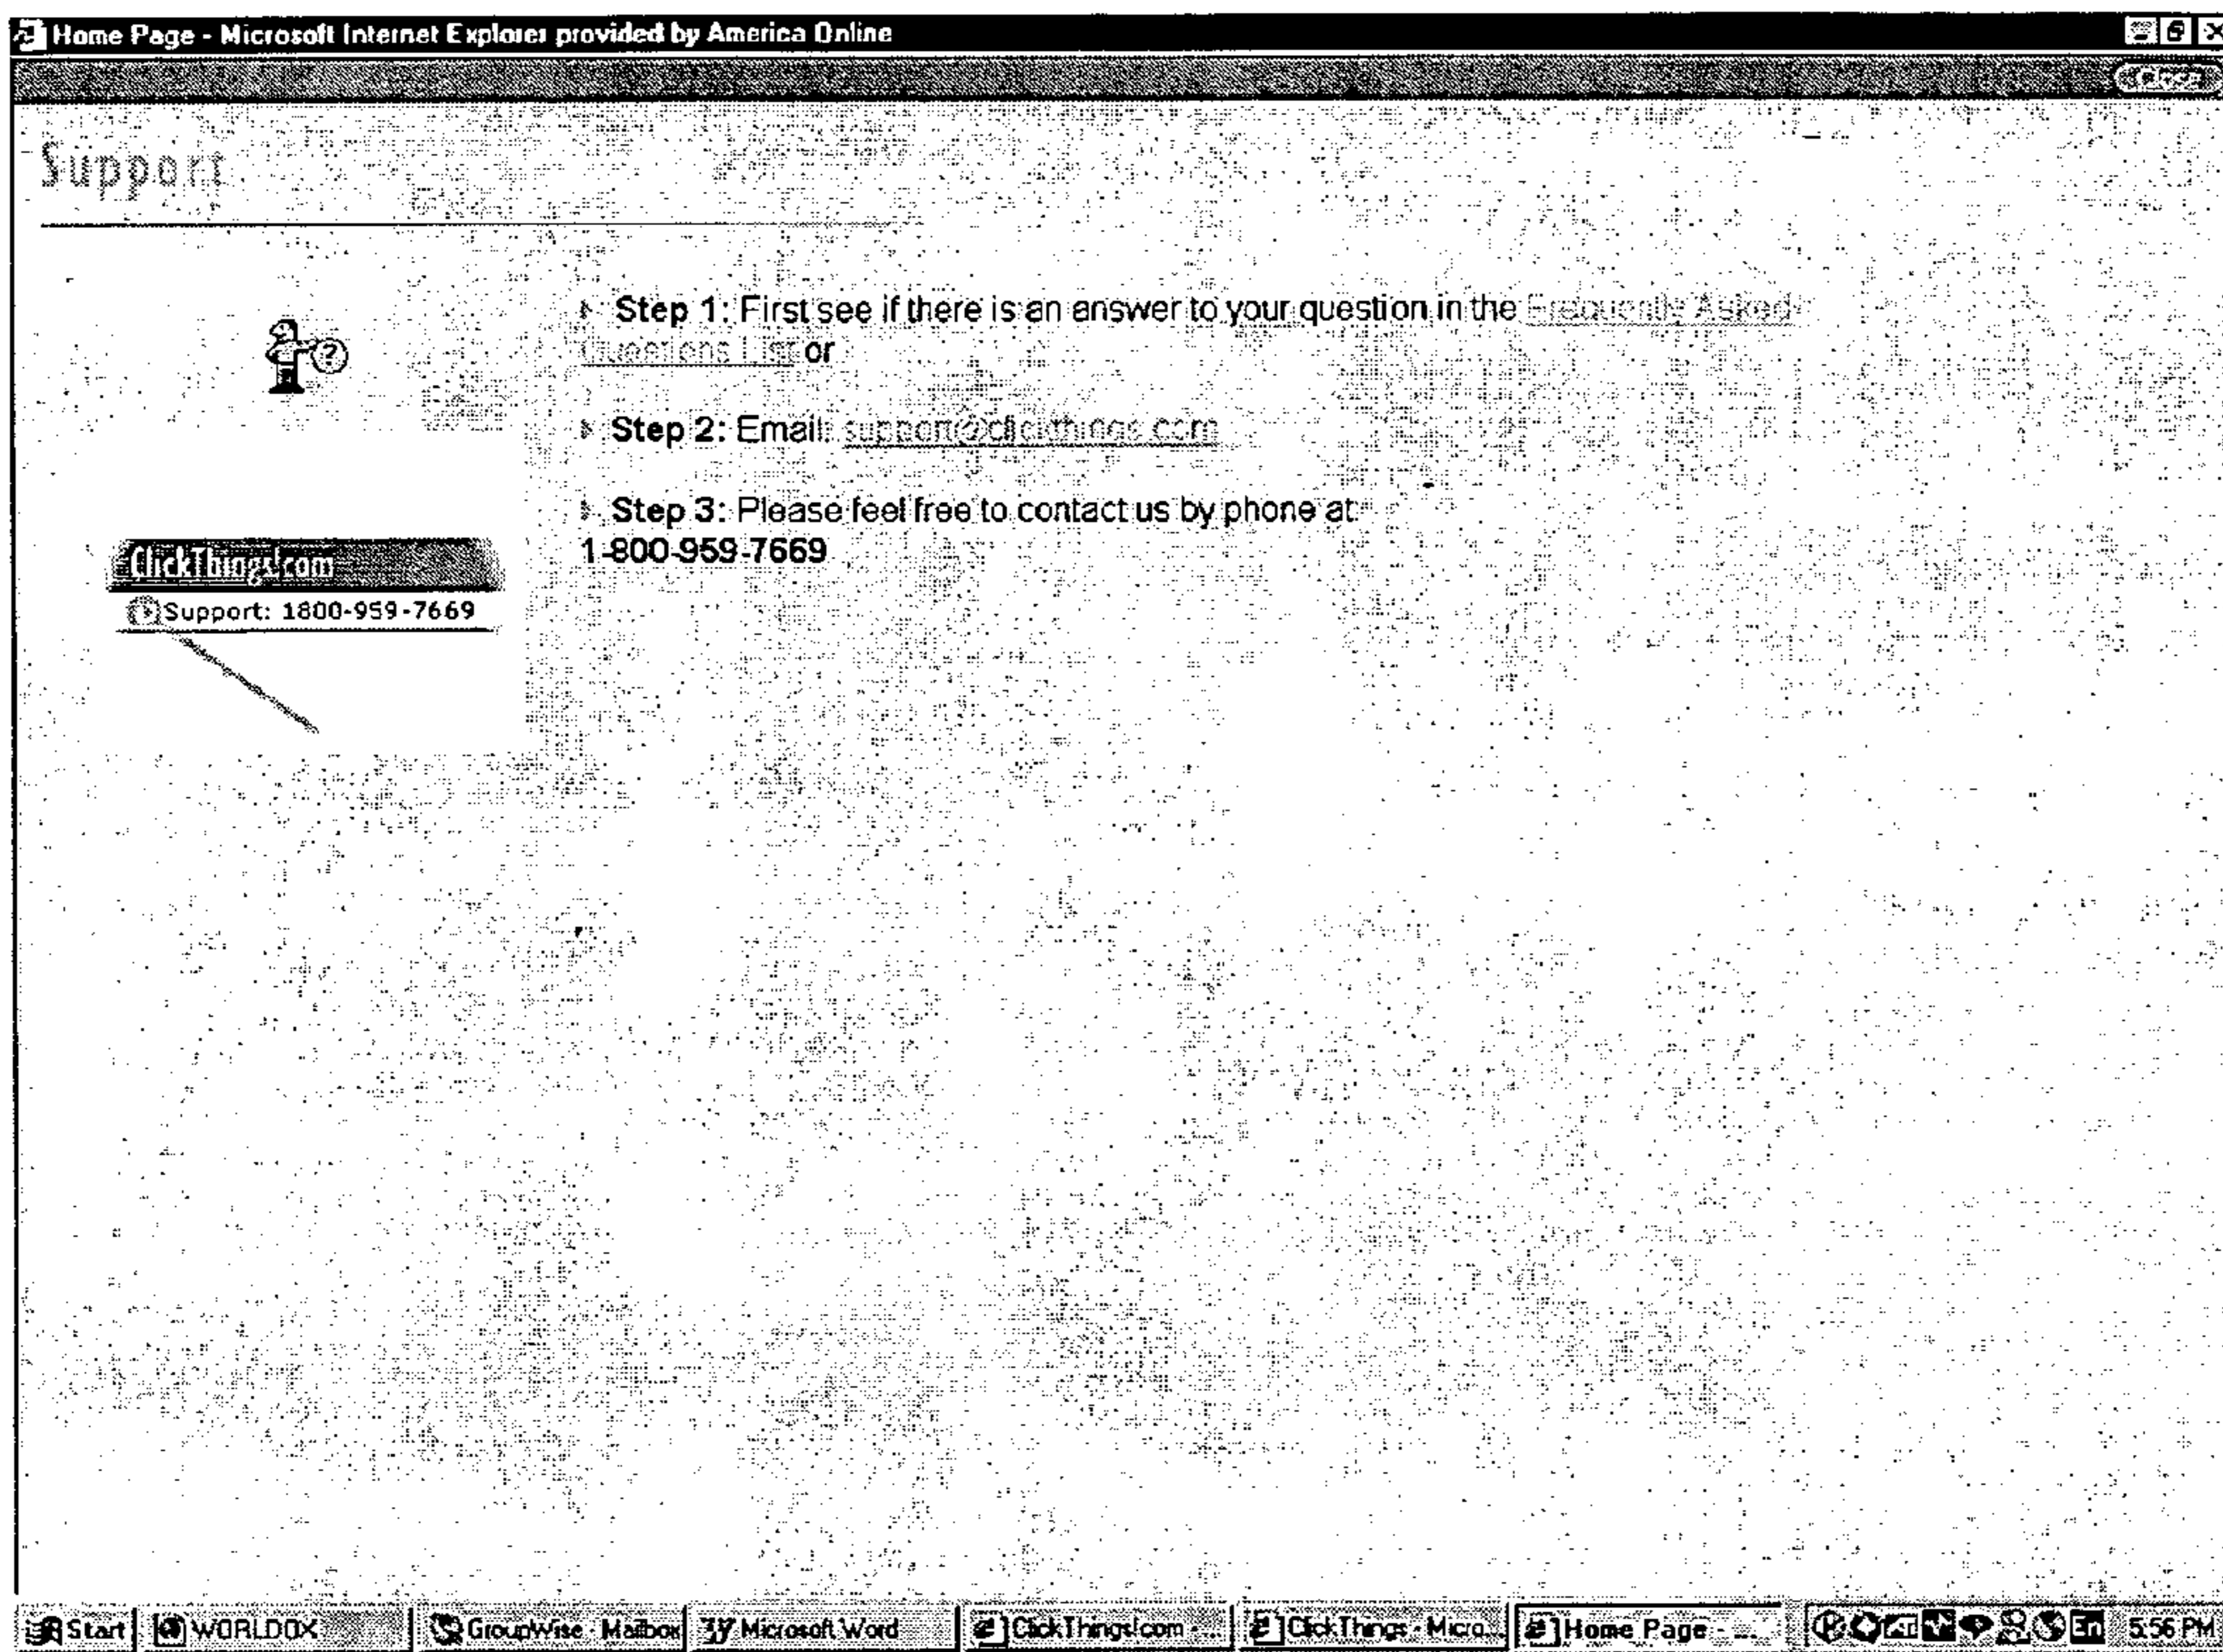 Home Page - Microsoft Internet Explorer provided by America Online
Close
Support
Step 1: First see if there is an answer to your question in the Frequently Asked
Questions List or
Step 2: Email: support@clickthings.com
Step 3: Please feel free to contact us by phone at
1-800-959-7669
ClickThings!com
Support: 1800-959-7669
Start WORLDOX GroupWise - Mailbox Microsoft Word ClickThings!com - ... ClickThings - Micro... Home Page - ... En 5:56 PM